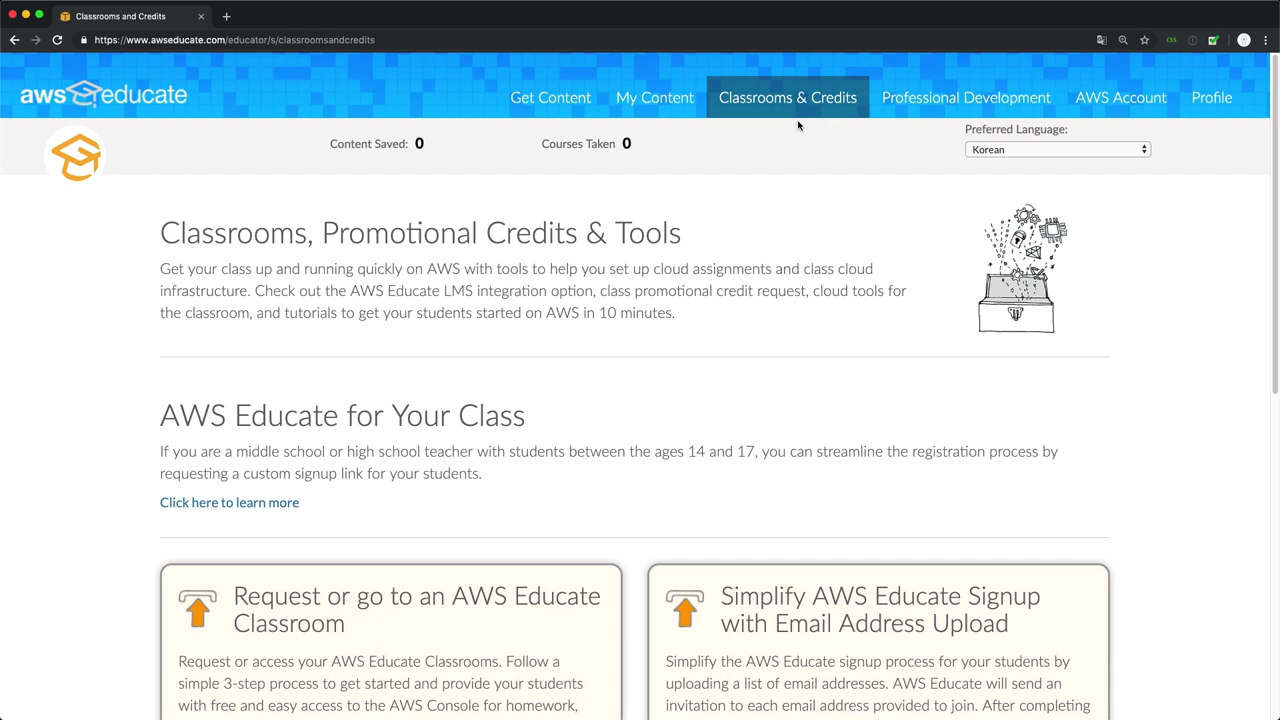 Classrooms and Credits
https://www.awseducate.com/educator/s/classroomsandcredits
CSS
aws educate
Get Content
My Content
Classrooms & Credits
Professional Development
AWS Account
Profile
Content Saved: 0
Courses Taken 0
Preferred Language:
Korean
Classrooms, Promotional Credits & Tools
Get your class up and running quickly on AWS with tools to help you set up cloud assignments and class cloud
infrastructure. Check out the AWS Educate LMS integration option, class promotional credit request, cloud tools for
the classroom, and tutorials to get your students started on AWS in 10 minutes.
AWS Educate for Your Class
If you are a middle school or high school teacher with students between the ages 14 and 17, you can streamline the registration process by
requesting a custom signup link for your students.
Click here to learn more
Request or go to an AWS Educate
Classroom
Request or access your AWS Educate Classrooms. Follow a
simple 3-step process to get started and provide your students
with free and easy access to the AWS Console for homework,
Simplify AWS Educate Signup
with Email Address Upload
Simplify the AWS Educate signup process for your students by
uploading a list of email addresses. AWS Educate will send an
invitation to each email address provided to join. After completing